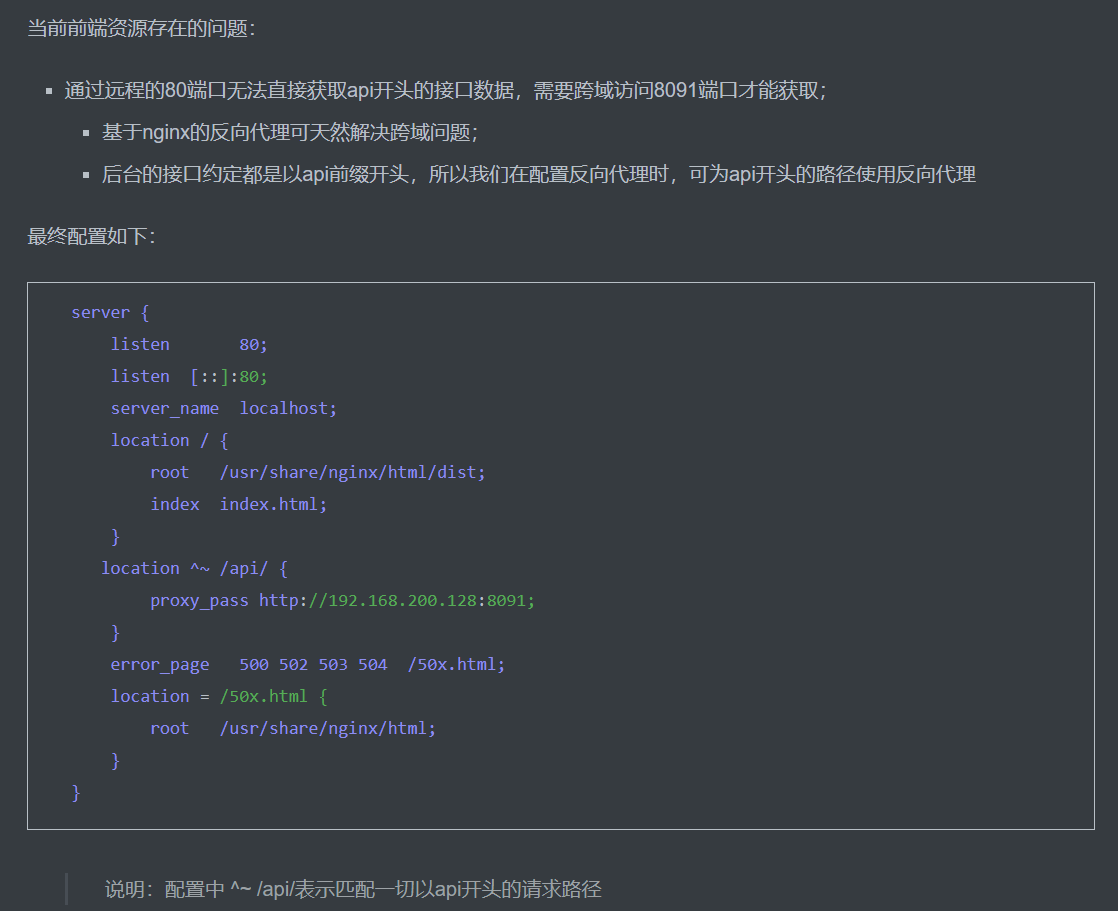 当前前端资源存在的问题：
通过远程的80端口无法直接获取api开头的接口数据，需要跨域访问8091端口才能获取；
基于nginx的反向代理可天然解决跨域问题；
后台的接口约定都是以api前缀开头，所以我们在配置反向代理时，可为api开头的路径使用反向代理
最终配置如下：
server {
listen       80;
listen  [::]:80;
server_name  localhost;
location / {
root   /usr/share/nginx/html/dist;
index  index.html;
}
location ^~ /api/ {
proxy_pass http://192.168.200.128:8091;
}
error_page   500 502 503 504  /50x.html;
location = /50x.html {
root   /usr/share/nginx/html;
}
}
说明：配置中 ^~ /api/表示匹配一切以api开头的请求路径